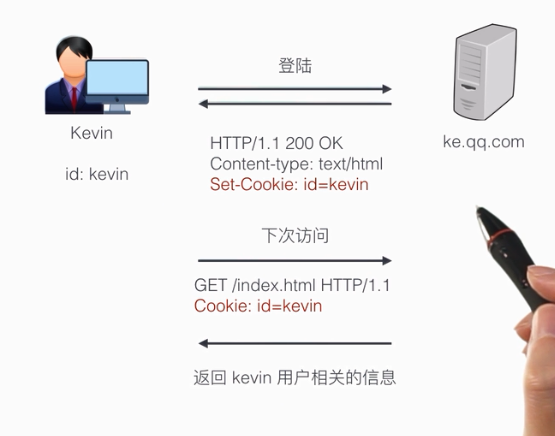 登陆
Kevin
id: kevin
ke.qq.com
HTTP/1.1 200 OK
Content-type: text/html
Set-Cookie: id=kevin
下次访问
GET /index.html HTTP/1.1
Cookie: id=kevin
返回 kevin 用户相关的信息